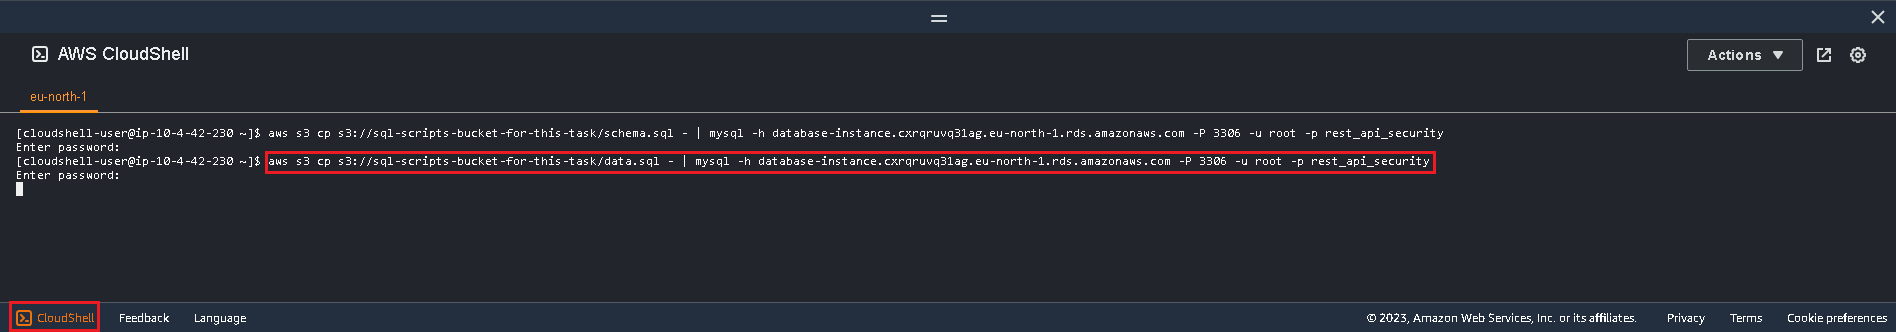 AWS CloudShell
Actions ▼
eu-north-1
[cloudshell-user@ip-10-4-42-230 ~]$ aws s3 cp s3://sql-scripts-bucket-for-this-task/schema.sql - | mysql -h database-instance.cxrqruvq31ag.eu-north-1.rds.amazonaws.com -P 3306 -u root -p rest_api_security
Enter password:
[cloudshell-user@ip-10-4-42-230 ~]$ aws s3 cp s3://sql-scripts-bucket-for-this-task/data.sql - | mysql -h database-instance.cxrqruvq31ag.eu-north-1.rds.amazonaws.com -P 3306 -u root -p rest_api_security
Enter password:
CloudShell Feedback Language © 2023, Amazon Web Services, Inc. or its affiliates. Privacy Terms Cookie preferences